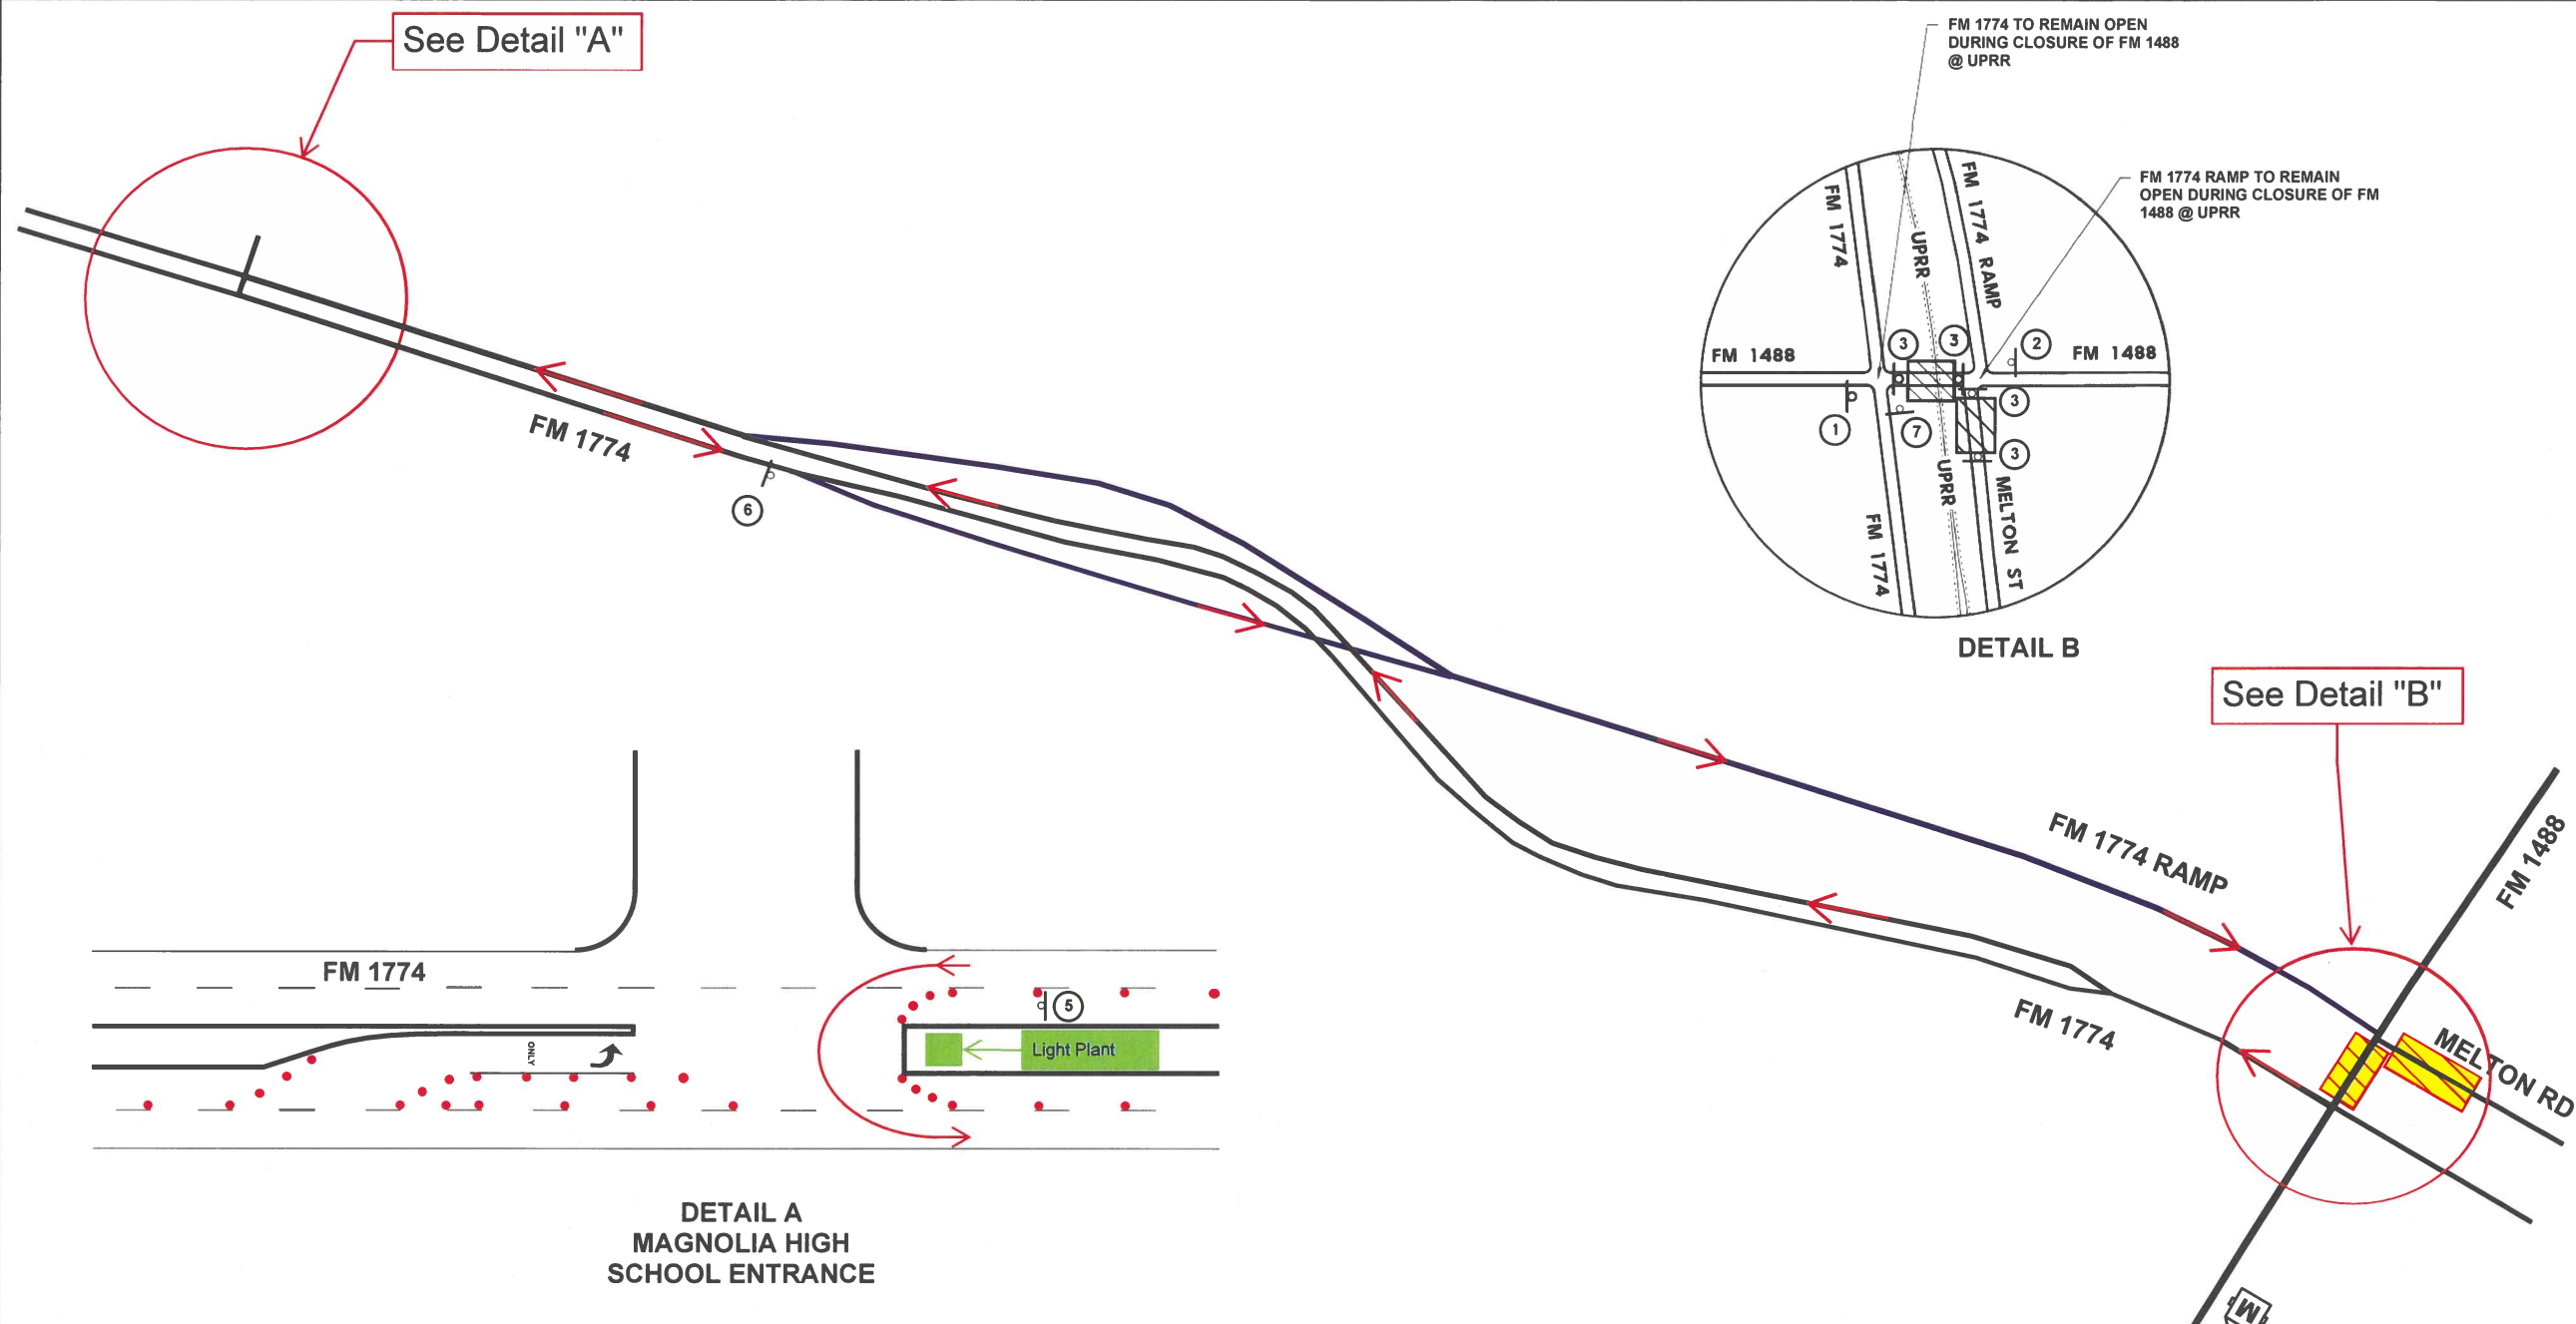 See Detail "A"
FM 1774 TO REMAIN OPEN
DURING CLOSURE OF FM 1488
@ UPRR
FM 1774 RAMP TO REMAIN
OPEN DURING CLOSURE OF FM
1488 @ UPRR
FM 1774
UPRR
FM 1774 RAMP
FM 1488
3
3
2
FM 1488
1
7
3
3
UPRR
FM 1774
MELTON ST
DETAIL B
FM 1774
6
See Detail "B"
FM 1774 RAMP
FM 1488
FM 1774
MELTON RD
FM 1774
5
ONLY
Light Plant
DETAIL A
MAGNOLIA HIGH
SCHOOL ENTRANCE
M